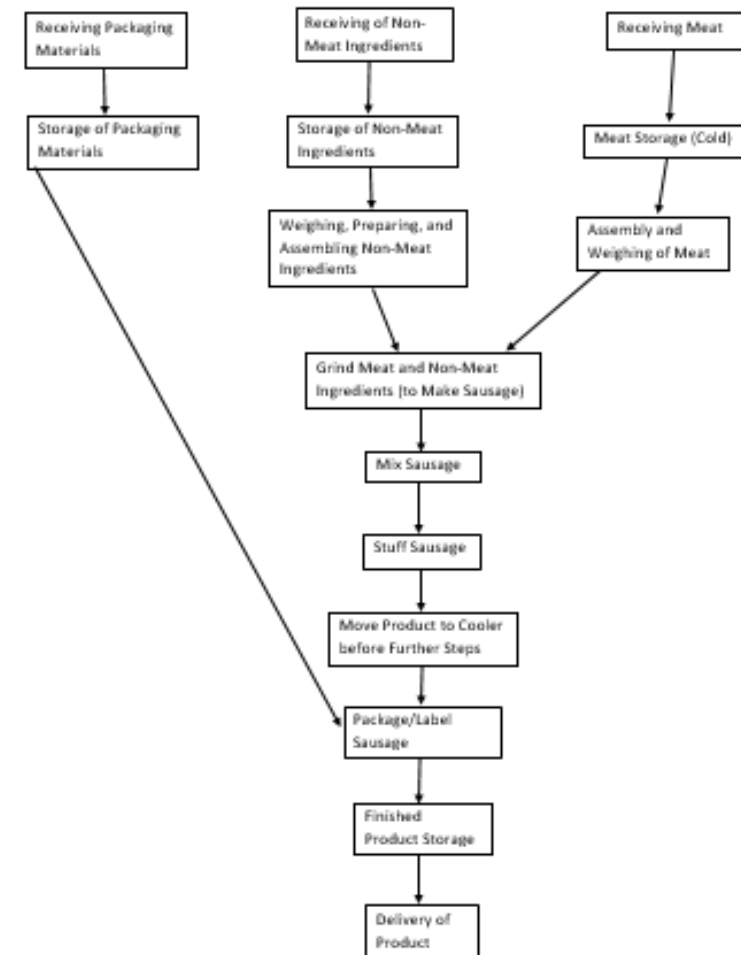 Receiving Packaging
Materials
Receiving of Non-
Meat Ingredients
Receiving Meat
Storage of Packaging
Materials
Storage of Non-Meat
Ingredients
Meat Storage (Cold)
Weighing, Preparing, and
Assembling Non-Meat
Ingredients
Assembly and
Weighing of Meat
Grind Meat and Non-Meat
Ingredients (to Make Sausage)
Mix Sausage
Stuff Sausage
Move Product to Cooler
before Further Steps
Package/Label
Sausage
Finished
Product Storage
Delivery of
Product